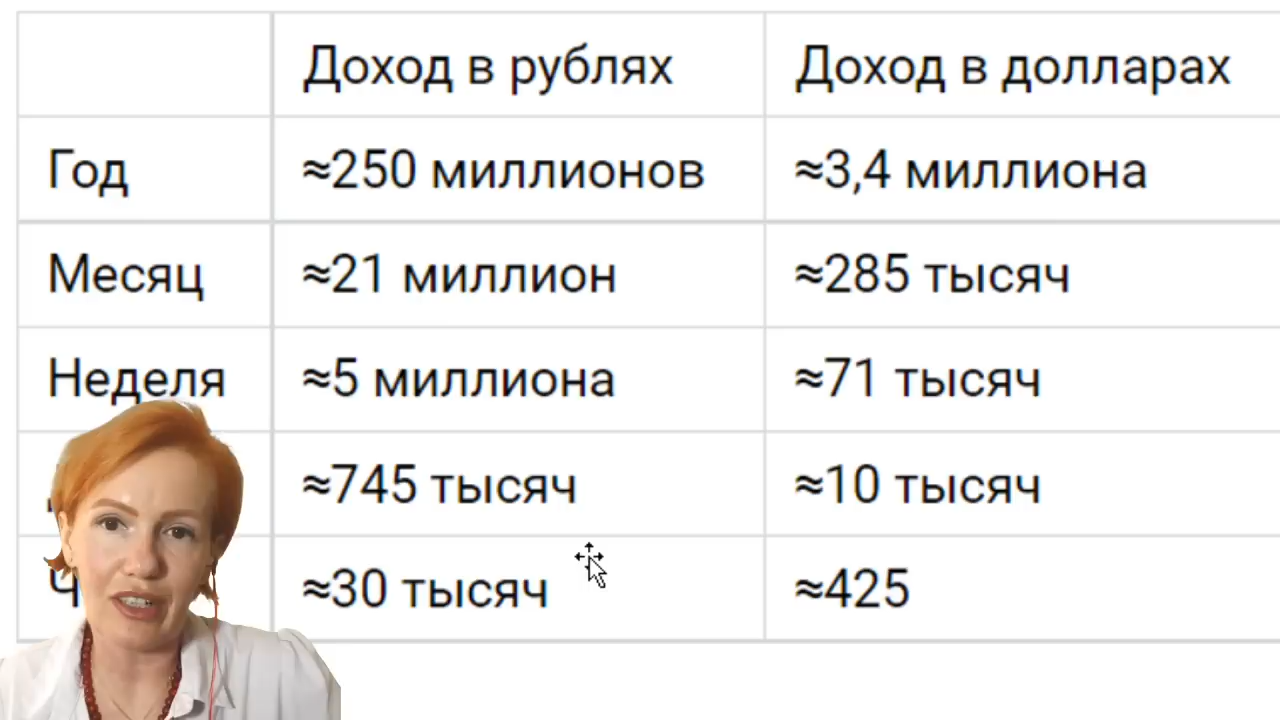 Доход в рублях Доход в долларах
Год ≈250 миллионов ≈3,4 миллиона
Месяц ≈21 миллион ≈285 тысяч
Неделя ≈5 миллиона ≈71 тысяч
≈745 тысяч ≈10 тысяч
≈30 тысяч ≈425